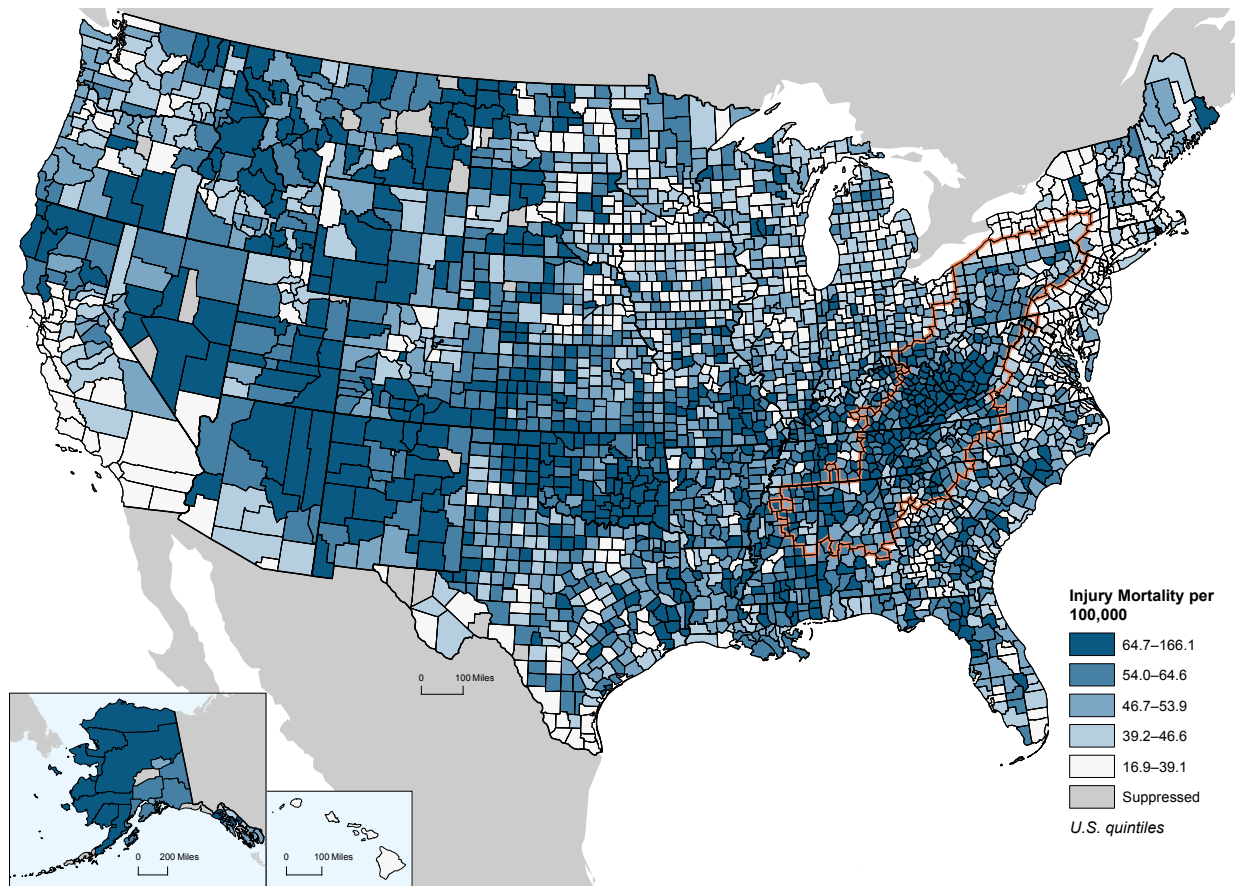 Injury Mortality per
100,000
64.7–166.1
54.0–64.6
46.7–53.9
39.2–46.6
16.9–39.1
Suppressed
U.S. quintiles
0 100 Miles
0 200 Miles
0 100 Miles